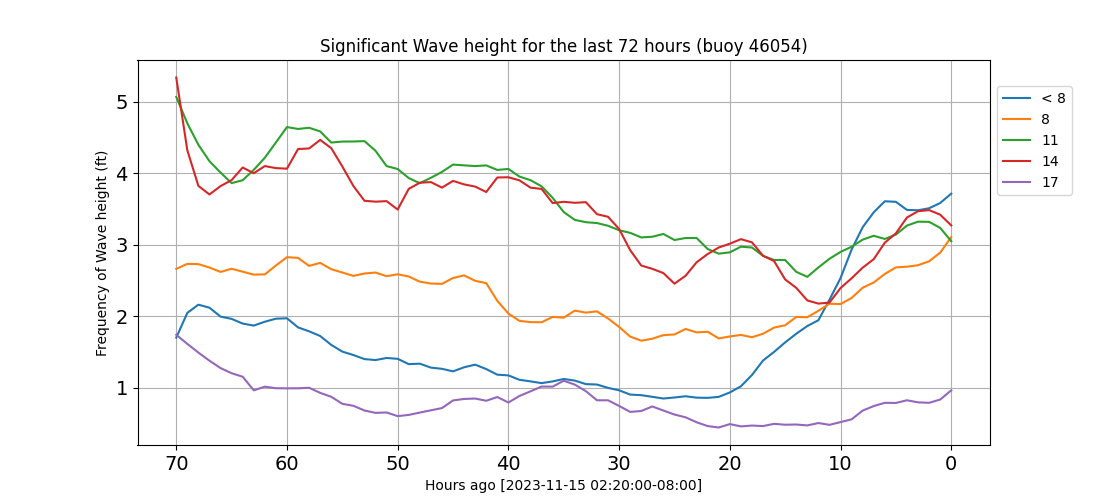 Significant Wave height for the last 72 hours (buoy 46054)
Frequency of Wave height (ft)
5
4
3
2
1
70 60 50 40 30 20 10 0
Hours ago [2023-11-15 02:20:00-08:00]
< 8
8
11
14
17